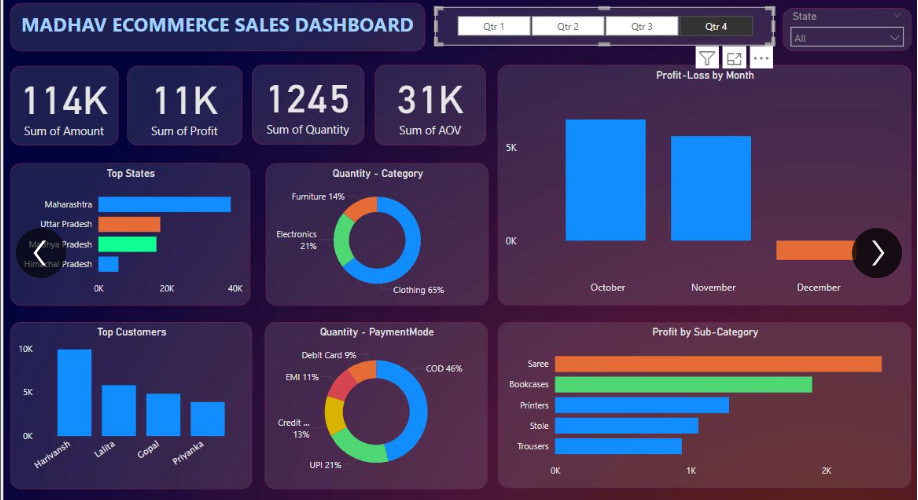 MADHAV ECOMMERCE SALES DASHBOARD
Qtr 1 Qtr 2 Qtr 3 Qtr 4
State
All
114K
Sum of Amount
11K
Sum of Profit
1245
Sum of Quantity
31K
Sum of AOV
Profit-Loss by Month
5K
0K
October November December
Top States
Maharashtra
Uttar Pradesh
Madhya Pradesh
Himachal Pradesh
0K 20K 40K
Quantity - Category
Furniture 14%
Electronics
21%
Clothing 65%
Top Customers
10K
5K
0K
Harivansh Lalita Gopal Priyanka
Quantity - PaymentMode
Debit Card 9%
COD 46%
EMI 11%
Credit ...
13%
UPI 21%
Profit by Sub-Category
Saree
Bookcases
Printers
Stole
Trousers
0K 1K 2K